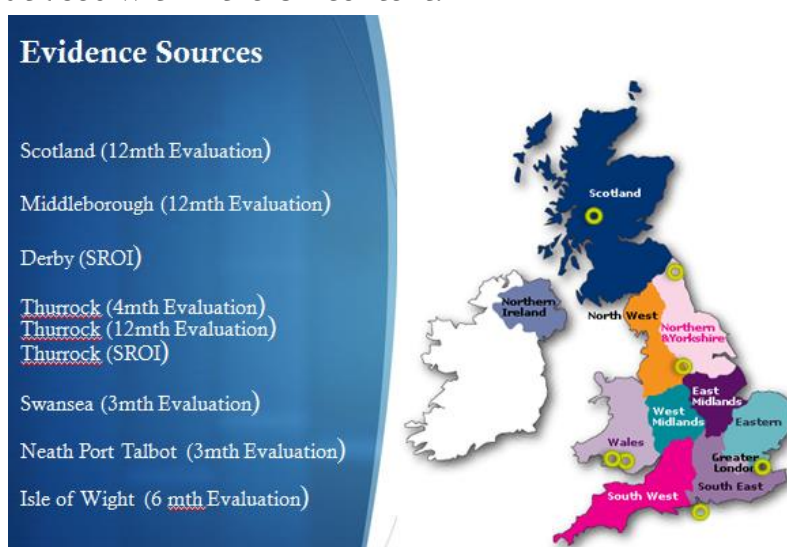 Evidence Sources
Scotland (12mth Evaluation)
Middleborough (12mth Evaluation)
Derby (SROI)
Thurrock (4mth Evaluation)
Thurrock (12mth Evaluation)
Thurrock (SROI)
Swansea (3mth Evaluation)
Neath Port Talbot (3mth Evaluation)
Isle of Wight (6 mth Evaluation)
Scotland
Northern
Ireland
North West
Northern
&Yorkshire
East
Midlands
West
Midlands
Eastern
Wales
Greater
London
South East
South West